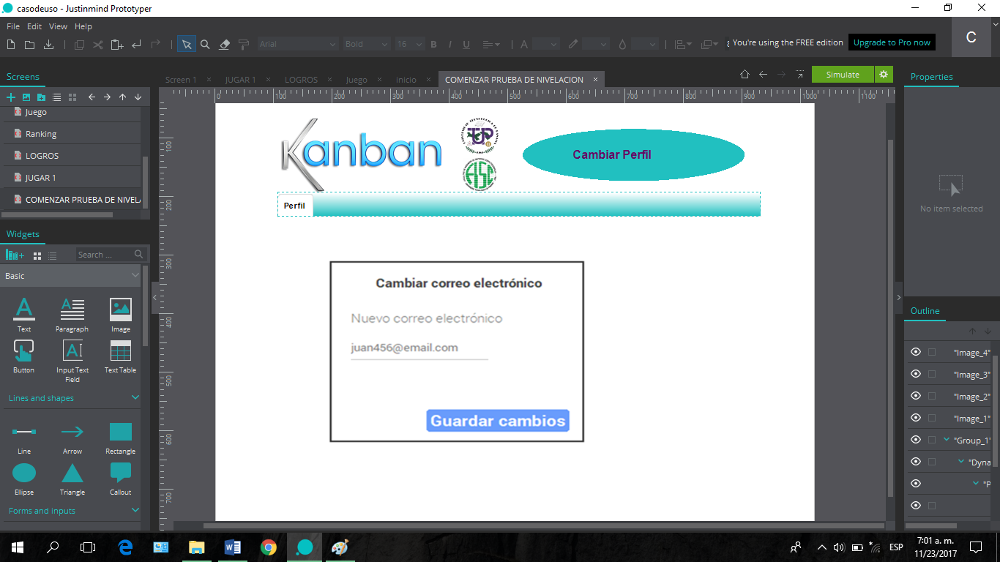 casodeuso - Justinmind Prototyper
File Edit View Help
Arial Bold 16 B I U A
You're using the FREE edition Upgrade to Pro now C
Screens
Screen 1 JUGAR 1 LOGROS Juego inicio COMENZAR PRUEBA DE NIVELACION
Simulate
Properties
0 100 200 300 400 500 600 700 800 900 1000 1100
Juego
Ranking
LOGROS
JUGAR 1
COMENZAR PRUEBA DE NIVELA
100
200
300
400
500
600
700
Kanban
UTP
FISC
Cambiar Perfil
Perfil
Cambiar correo electrónico
Nuevo correo electrónico
juan456@email.com
Guardar cambios
No item selected
Widgets
Search ...
Basic
Text Paragraph Image
Button Input Text Field Text Table
Lines and shapes
Line Arrow Rectangle
Ellipse Triangle Callout
Forms and inputs
Outline
"Image_4"
"Image_3"
"Image_2"
"Image_1"
"Group_1"
"Dyna
"P
ESP
7:01 a. m.
11/23/2017